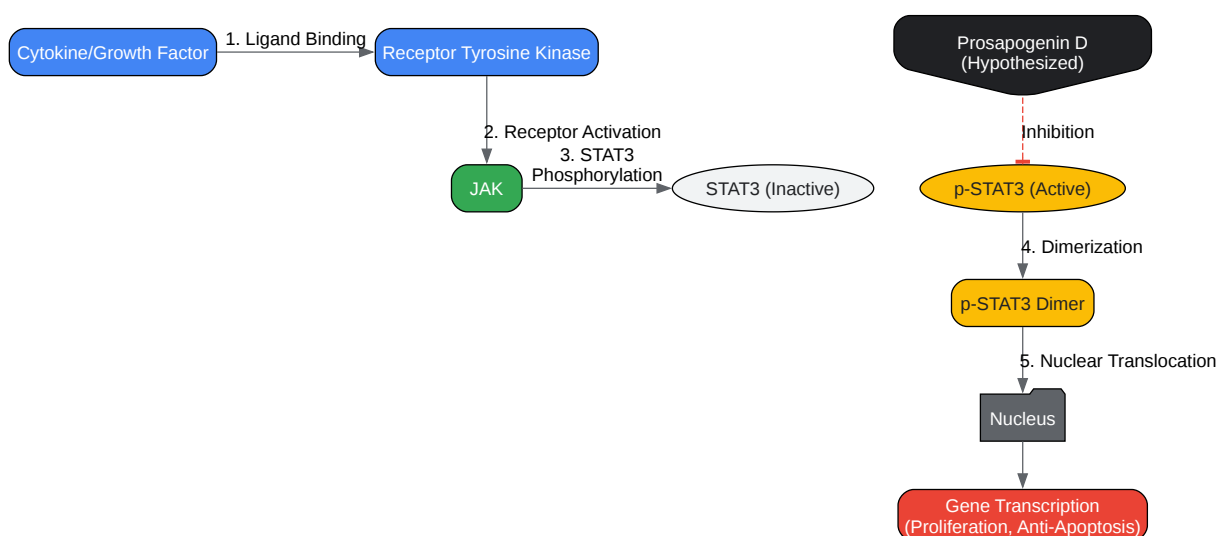 Cytokine/Growth Factor
1. Ligand Binding
Receptor Tyrosine Kinase
Prosapogenin D
(Hypothesized)
2. Receptor Activation
Inhibition
JAK
3. STAT3
Phosphorylation
STAT3 (Inactive)
p-STAT3 (Active)
4. Dimerization
p-STAT3 Dimer
5. Nuclear Translocation
Nucleus
Gene Transcription
(Proliferation, Anti-Apoptosis)